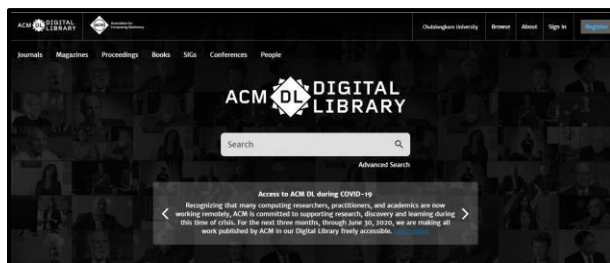 ACM DL DIGITAL LIBRARY Association for Computing Machinery Chulalongkorn University Browse About Sign in Register
Journals Magazines Proceedings Books SIGs Conferences People
ACM DL DIGITAL LIBRARY
Search
Advanced Search
Access to ACM DL during COVID-19
Recognizing that many computing researchers, practitioners, and academics are now
working remotely, ACM is committed to supporting research, discovery and learning during
this time of crisis. For the next three months, through June 30, 2020, we are making all
work published by ACM in our Digital Library freely accessible.